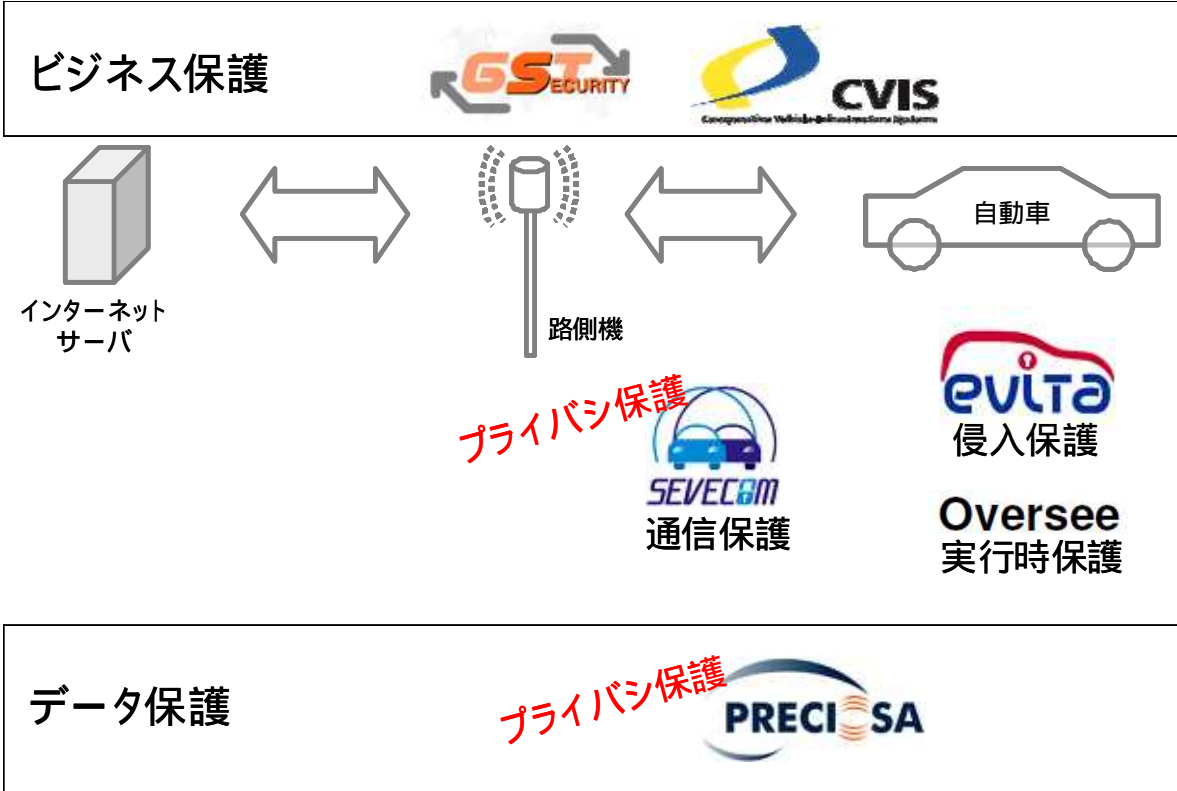 ビジネス保護
GST
SECURITY
CVIS
インターネット
サーバ
路側機
自動車
プライバシ保護
SEVECOM
通信保護
evita
侵入保護
Oversee
実行時保護
データ保護
プライバシ保護
PRECIOSA